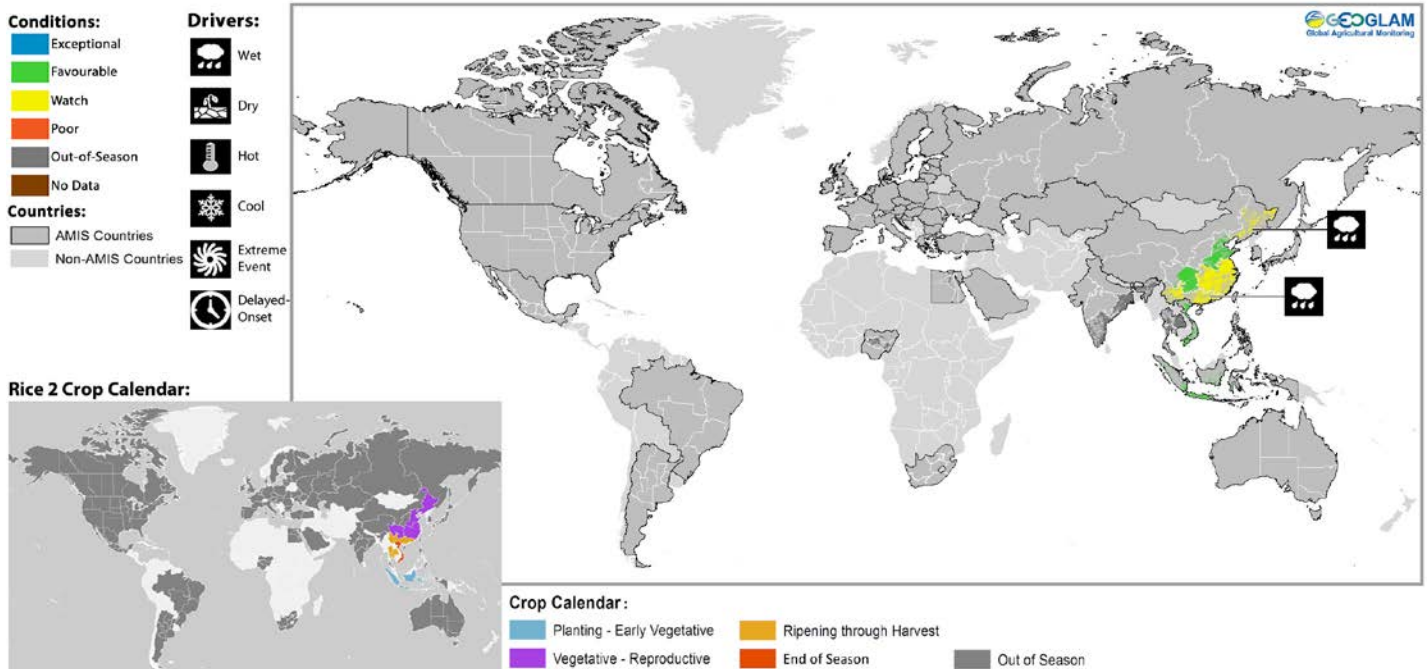 Conditions:
Exceptional
Favourable
Watch
Poor
Out-of-Season
No Data
Countries:
AMIS Countries
Non-AMIS Countries
Drivers:
Wet
Dry
Hot
Cool
Extreme
Event
Delayed-
Onset
GEOGLAM
Global Agricultural Monitoring
Rice 2 Crop Calendar:
Crop Calendar :
Planting - Early Vegetative
Vegetative - Reproductive
Ripening through Harvest
End of Season
Out of Season